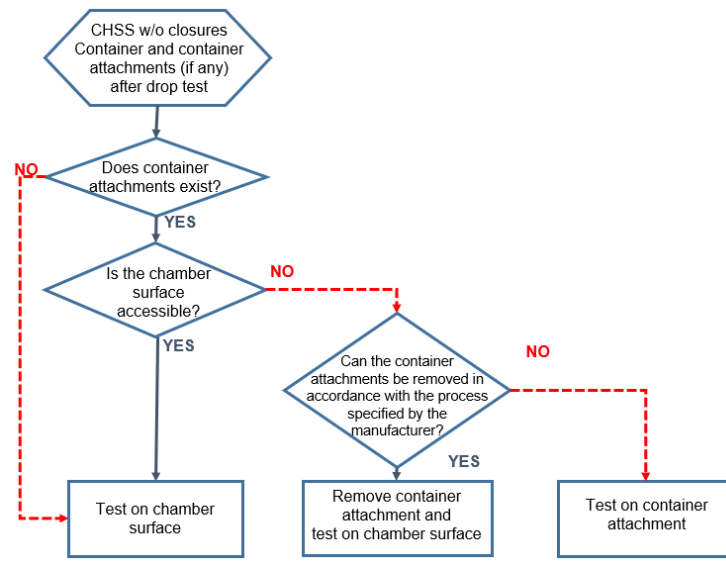 CHSS w/o closures
Container and container
attachments (if any)
after drop test
NO
Does container
attachments exist?
YES
Is the chamber
surface
accessible?
NO
YES
Can the container
attachments be removed in
accordance with the process
specified by the
manufacturer?
NO
YES
Test on chamber
surface
Remove container
attachment and
test on chamber surface
Test on container
attachment